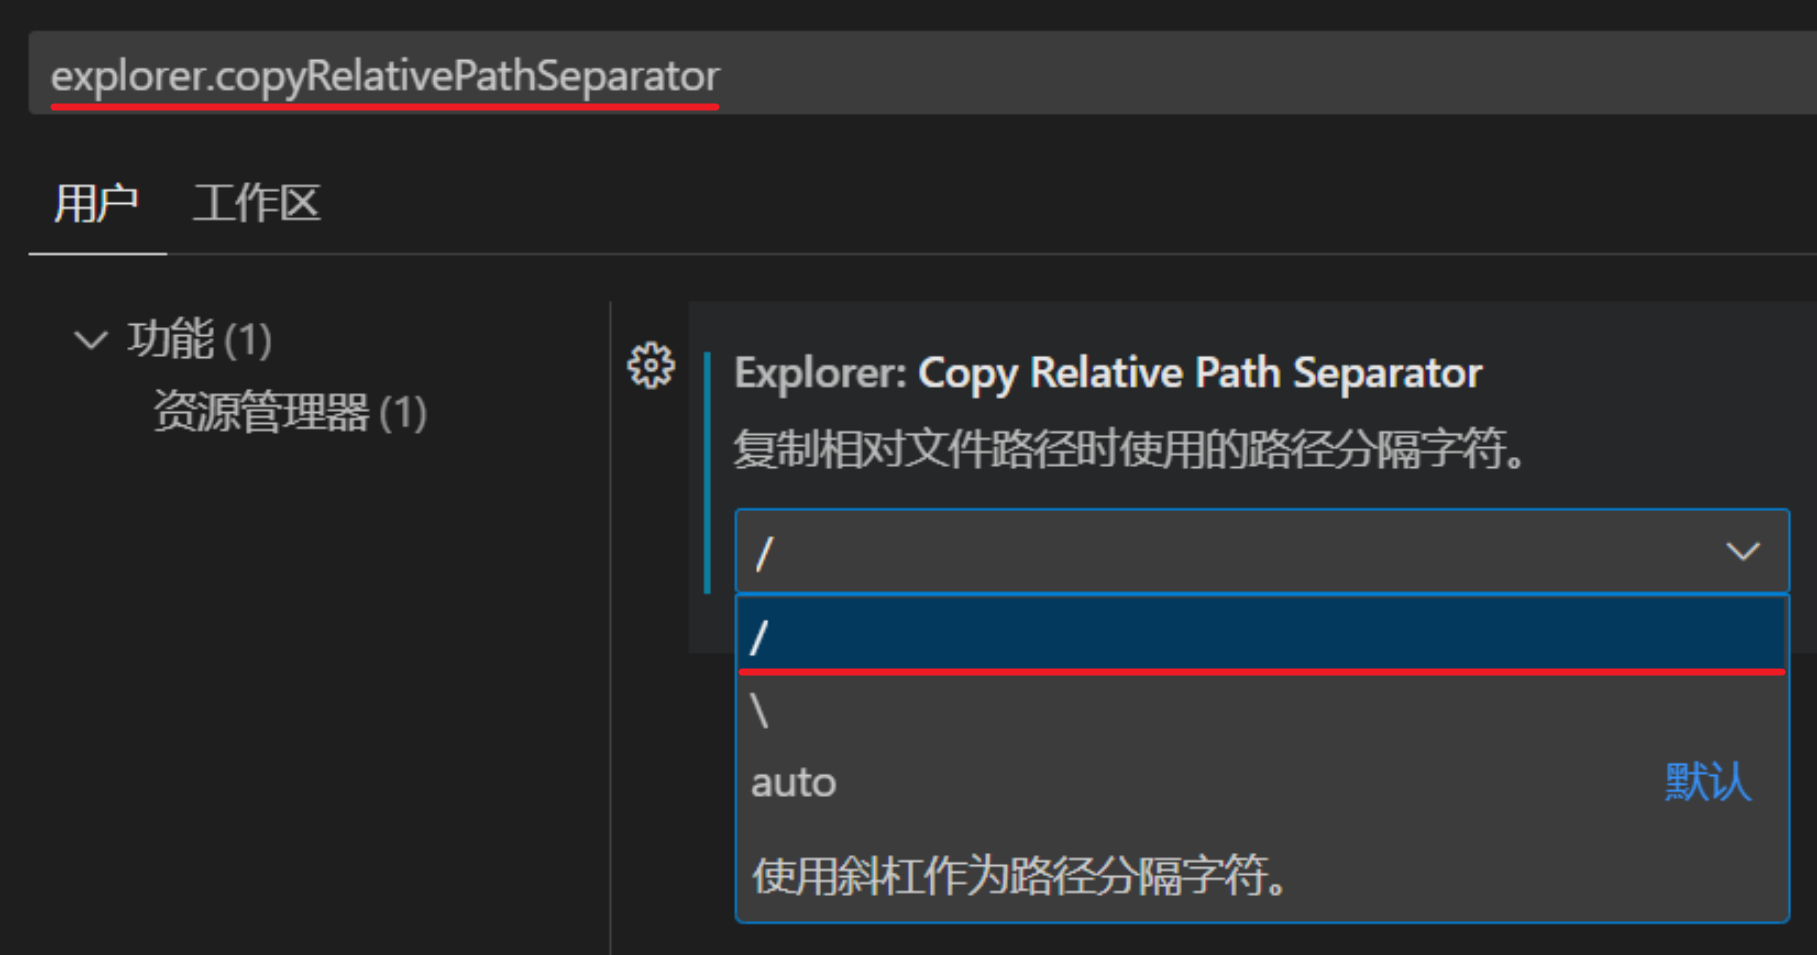 explorer.copyRelativePathSeparator
用户 工作区
功能 (1)
资源管理器 (1)
Explorer: Copy Relative Path Separator
复制相对文件路径时使用的路径分隔字符。
/
/
\
auto 默认
使用斜杠作为路径分隔字符。